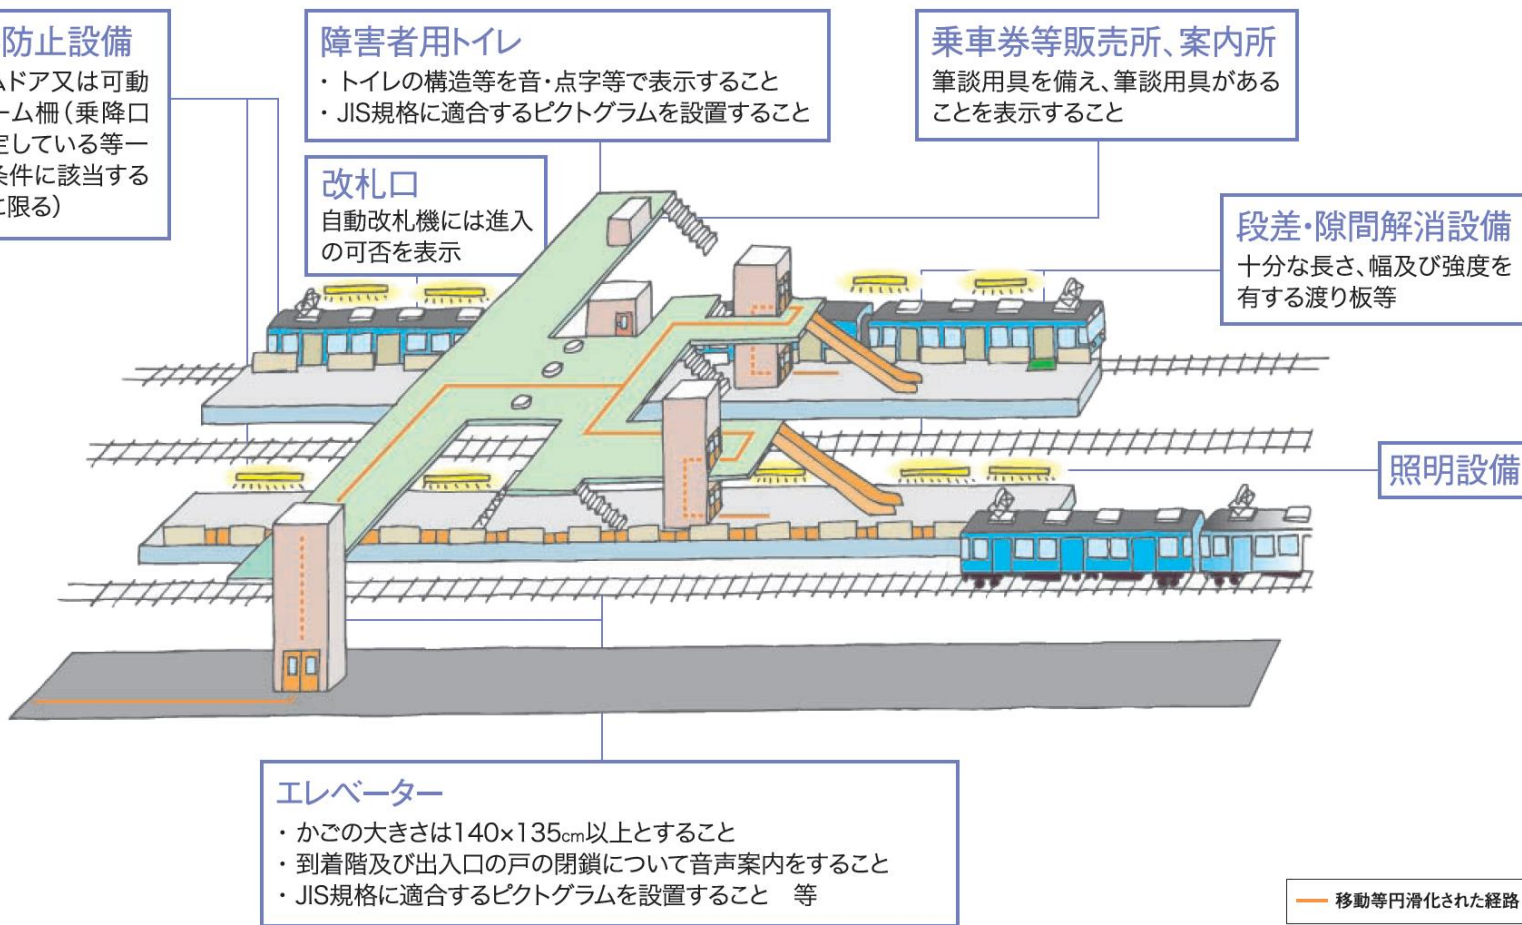 防止設備
ムドア又は可動
ーム柵(乗降口
定している等一
条件に該当する
に限る)
障害者用トイレ
・ トイレの構造等を音・点字等で表示すること
・ JIS規格に適合するピクトグラムを設置すること
乗車券等販売所、案内所
筆談用具を備え、筆談用具がある
ことを表示すること
改札口
自動改札機には進入
の可否を表示
段差・隙間解消設備
十分な長さ、幅及び強度を
有する渡り板等
照明設備
エレベーター
・ かごの大きさは140×135cm以上とすること
・ 到着階及び出入口の戸の閉鎖について音声案内をすること
・ JIS規格に適合するピクトグラムを設置すること　等
移動等円滑化された経路